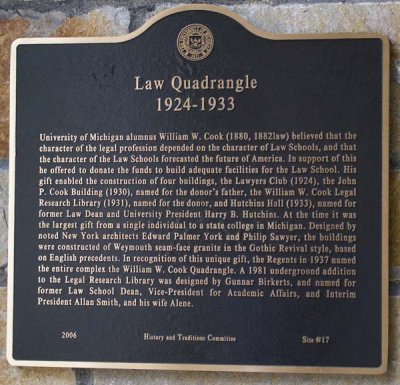 Law Quadrangle
1924-1933
University of Michigan alumnus William W. Cook (1880, 1882law) believed that the
character of the legal profession depended on the character of Law Schools, and that
the character of the Law Schools forecasted the future of America. In support of this
he offered to donate the funds to build adequate facilities for the Law School. His
gift enabled the construction of four buildings, the Lawyers Club (1924), the John
P. Cook Building (1930), named for the donor's father, the William W. Cook Legal
Research Library (1931), named for the donor, and Hutchins Hall (1933), named for
former Law Dean and University President Harry B. Hutchins. At the time it was
the largest gift from a single individual to a state college in Michigan. Designed by
noted New York architects Edward Palmer York and Philip Sawyer, the buildings
were constructed of Weymouth seam-face granite in the Gothic Revival style, based
on English precedents. In recognition of this unique gift, the Regents in 1937 named
the entire complex the William W. Cook Quadrangle. A 1981 underground addition
to the Legal Research Library was designed by Gunnar Birkerts, and named for
former Law School Dean, Vice-President for Academic Affairs, and Interim
President Allan Smith, and his wife Alene.
2006 History and Traditions Committee Site #17